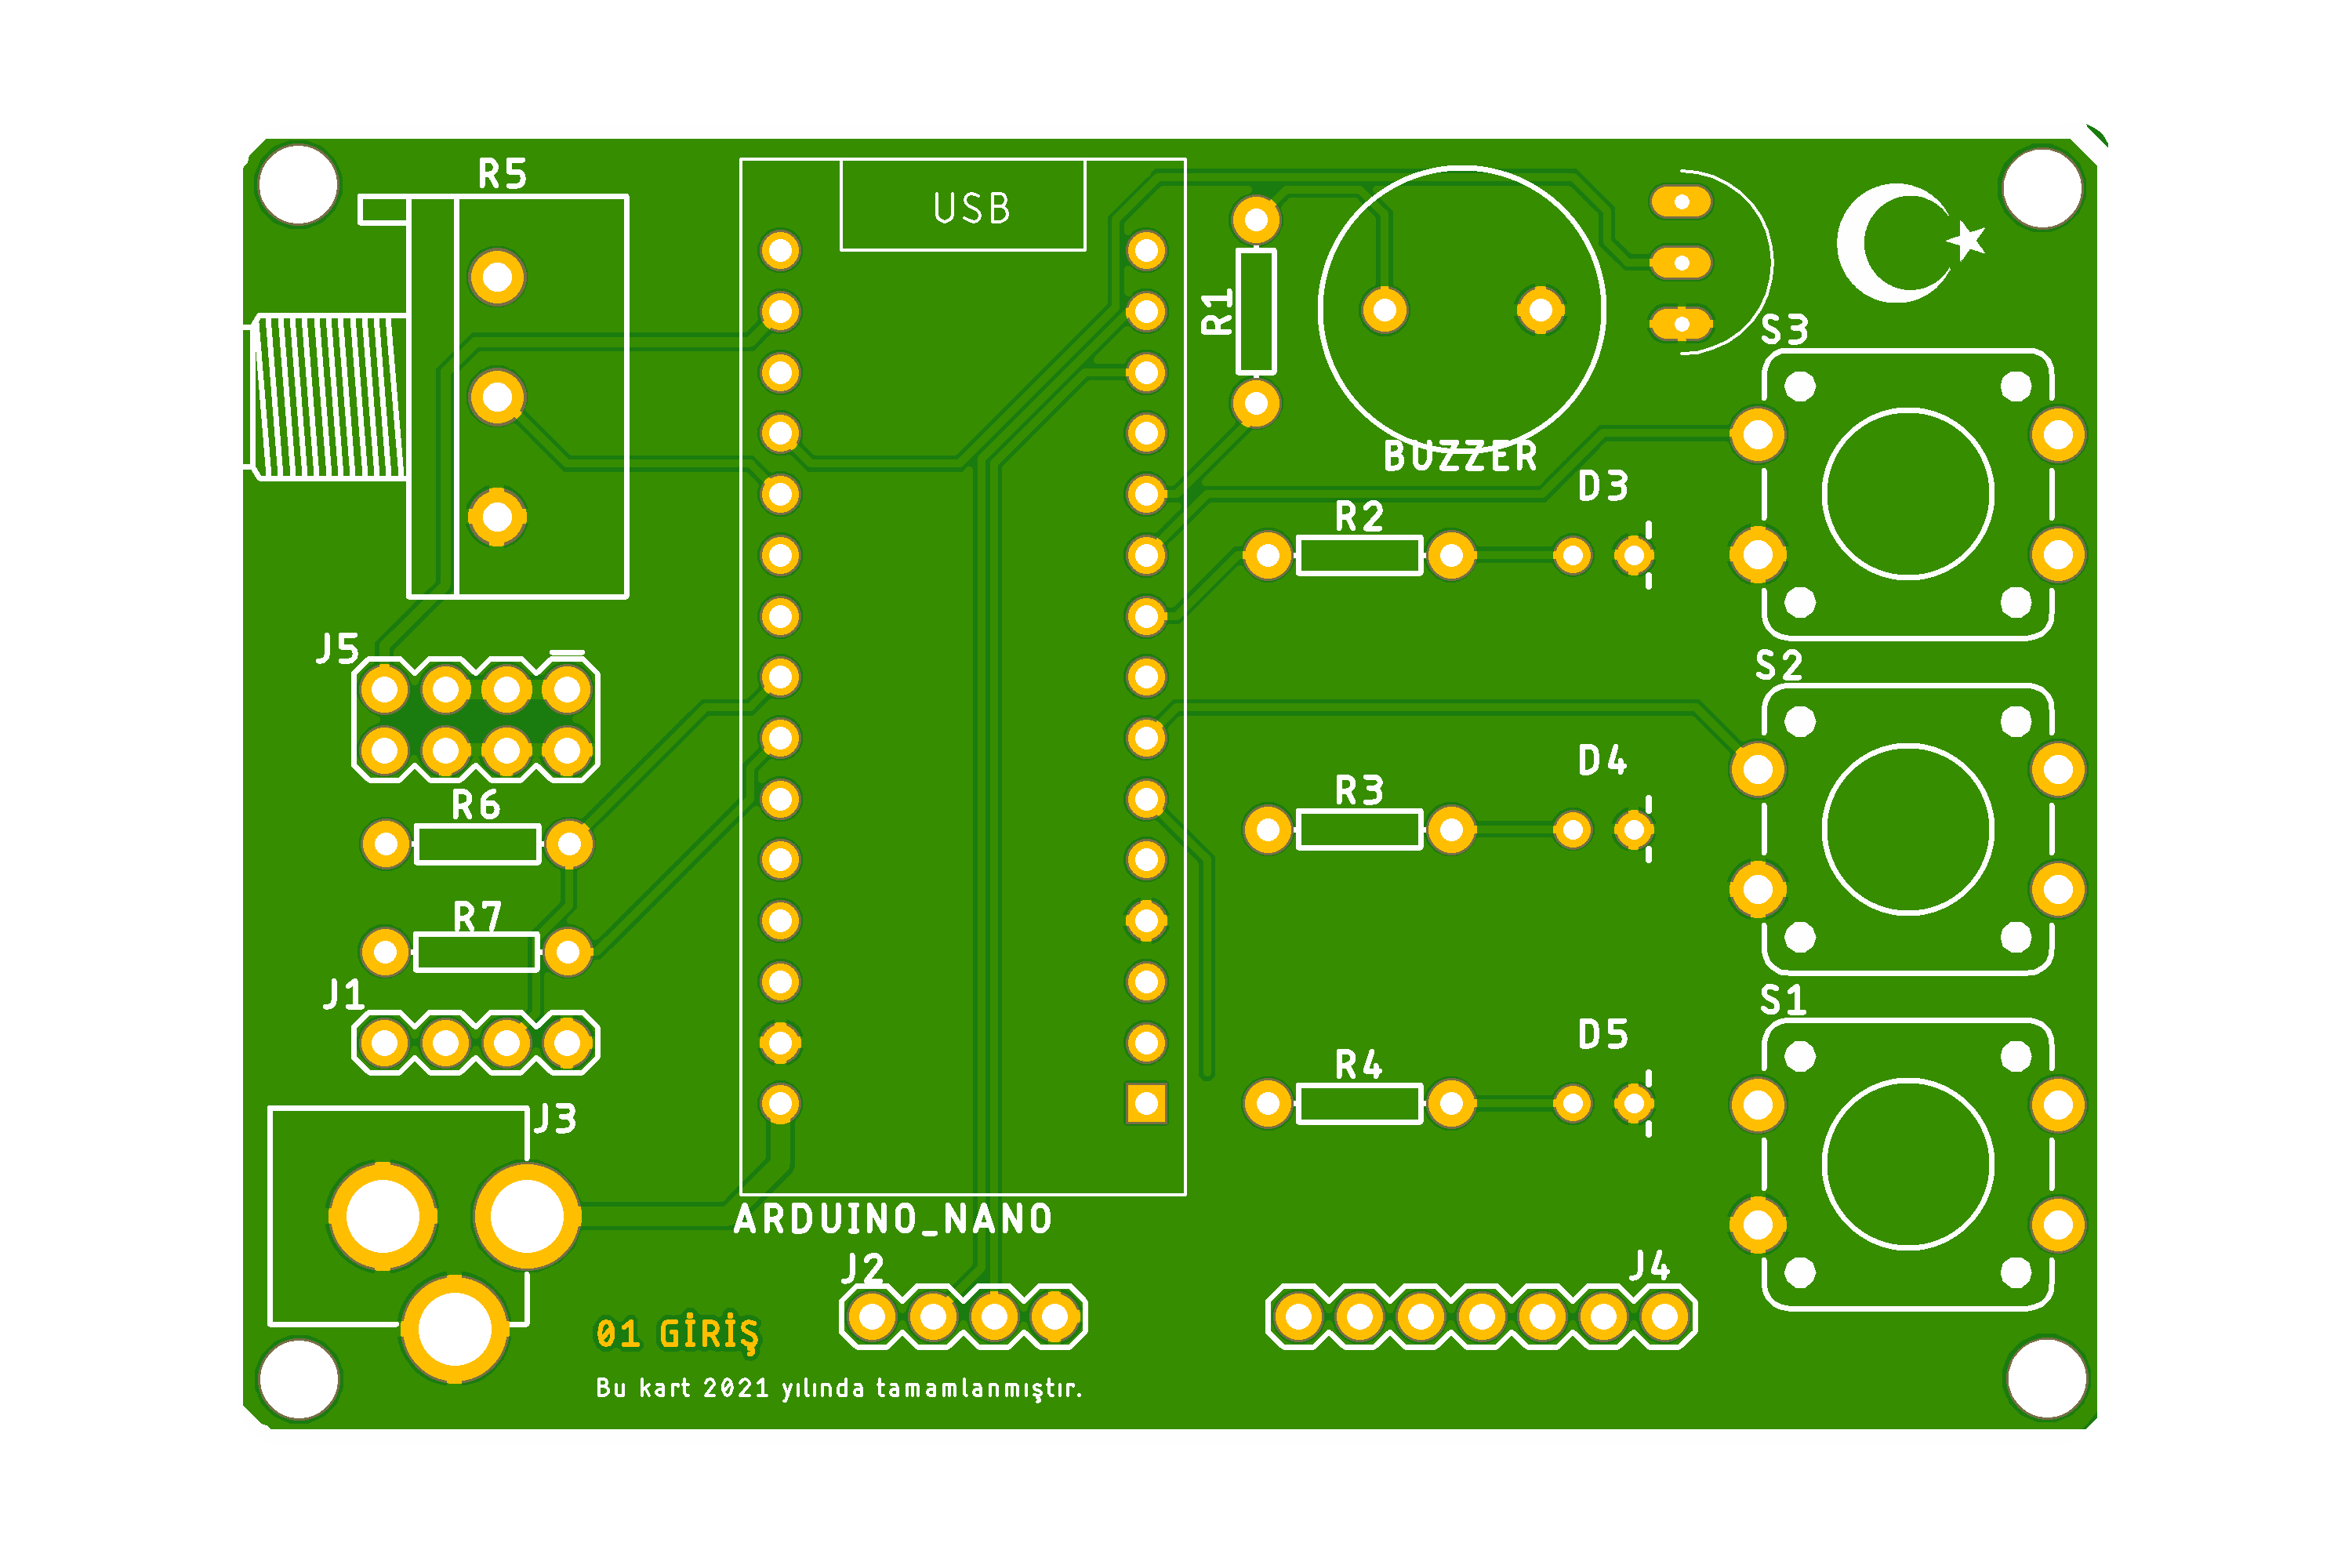 R5
USB
R1
S3
BUZZER
D3
R2
J5
S2
D4
R3
R6
R7
J1
S1
D5
R4
J3
ARDUINO_NANO
J2
J4
01 GİRİŞ
Bu kart 2021 yılında tamamlanmıştır.